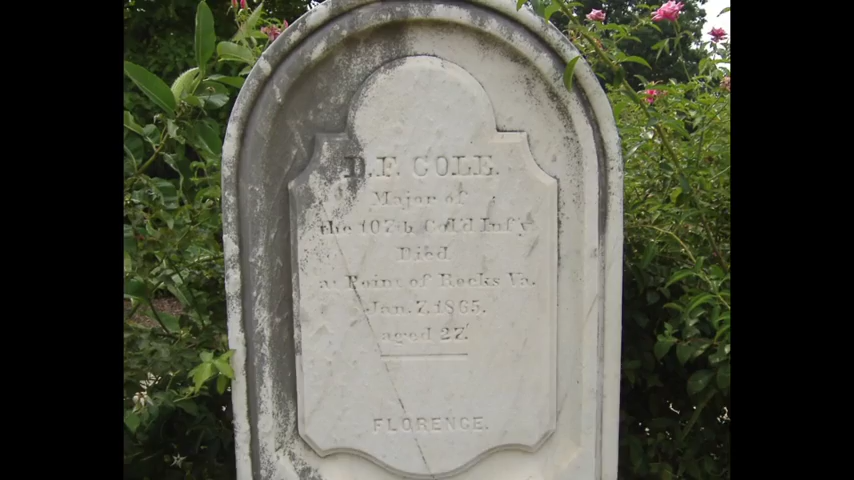 D.F. COLE.
Major of
the 107th Col'd Inf'y
Died
at Point of Rocks Va.
Jan. 7, 1865.
aged 27.
FLORENCE.